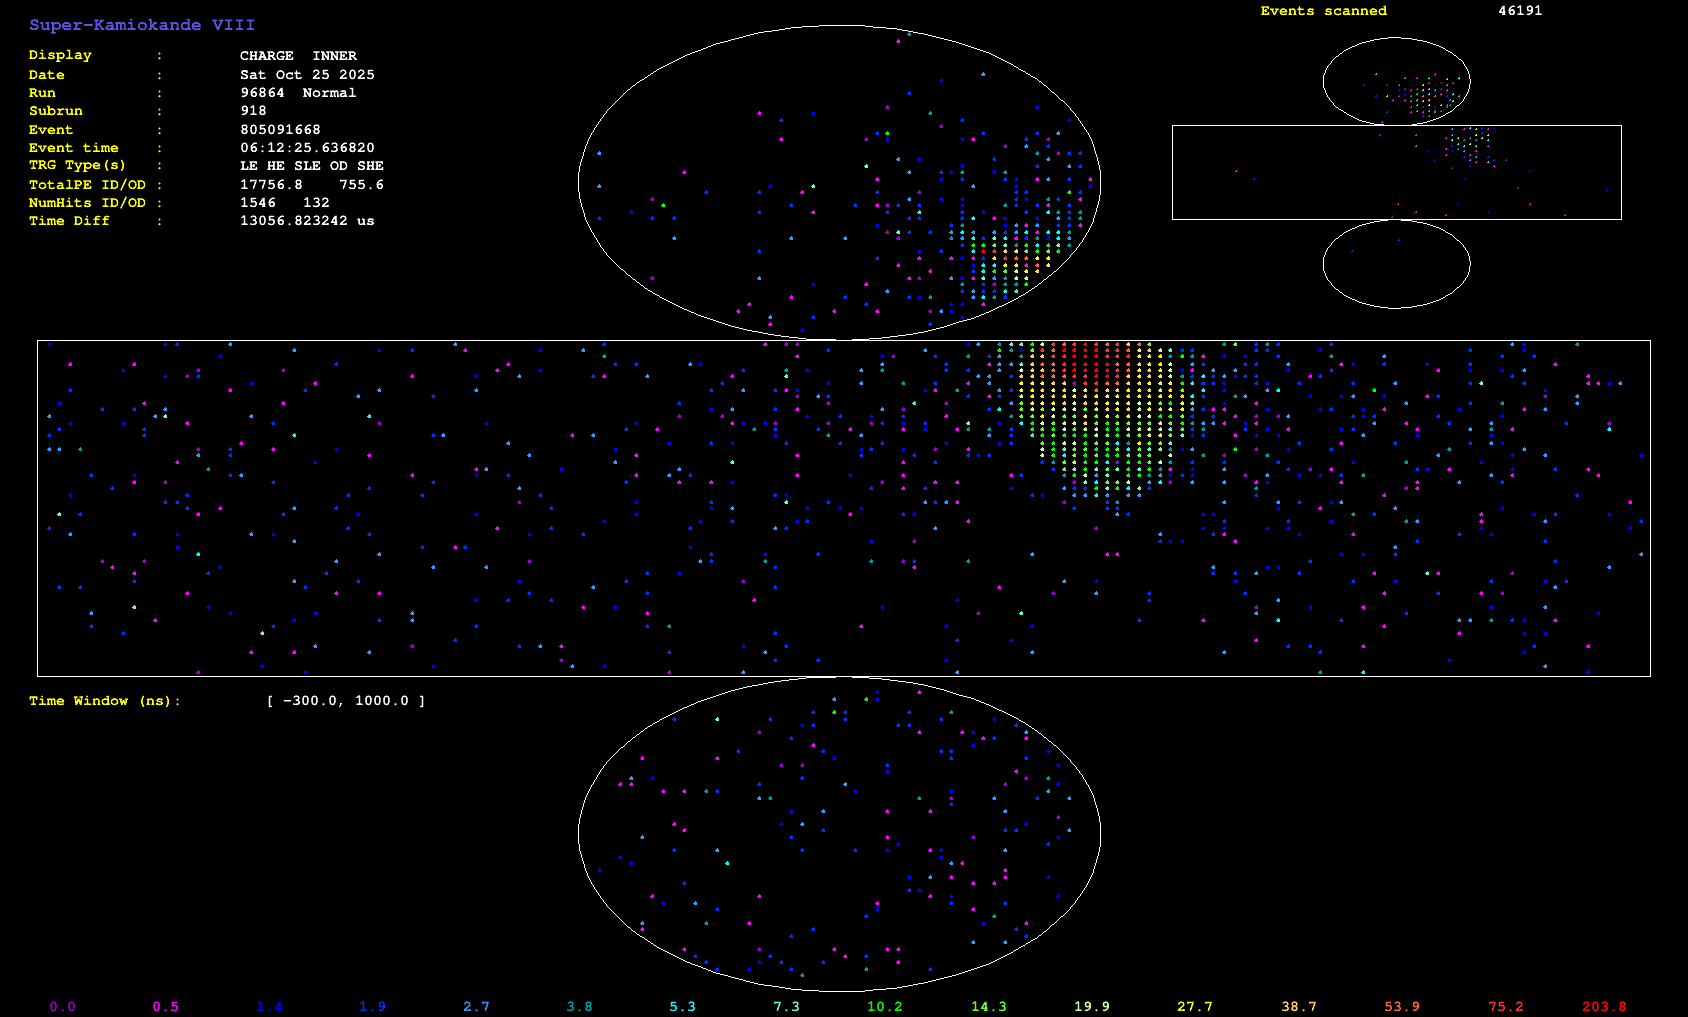 Super-Kamiokande VIII
Events scanned 46191
Display : CHARGE INNER
Date : Sat Oct 25 2025
Run : 96864 Normal
Subrun : 918
Event : 805091668
Event time : 06:12:25.636820
TRG Type(s) : LE HE SLE OD SHE
TotalPE ID/OD : 17756.8 755.6
NumHits ID/OD : 1546 132
Time Diff : 13056.823242 us
Time Window (ns): [ -300.0, 1000.0 ]
0.0 0.5 1.4 1.9 2.7 3.8 5.3 7.3 10.2 14.3 19.9 27.7 38.7 53.9 75.2 203.8